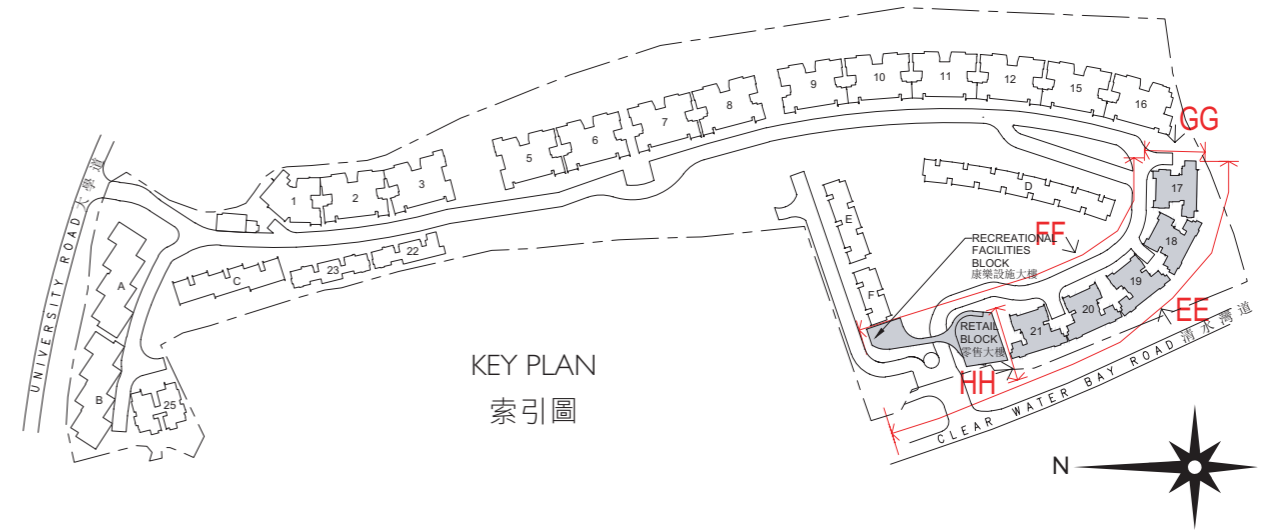 9
10
11
12
15
16
GG
8
7
6
5
17
D
3
2
1
E
18
FF
RECREATIONAL
FACILITIES
BLOCK
康樂設施大樓
22
23
C
A
F
19
20
EE
21
RETAIL
BLOCK
零售大樓
HH
UNIVERSITY ROAD 大學道
B
25
KEY PLAN
索引圖
CLEAR WATER BAY ROAD 清水灣道
N